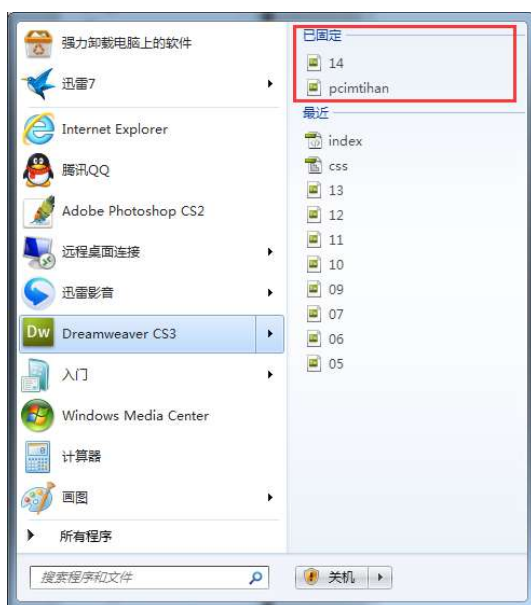 强力卸载电脑上的软件
迅雷7
Internet Explorer
腾讯QQ
Adobe Photoshop CS2
远程桌面连接
迅雷影音
Dw Dreamweaver CS3
入门
Windows Media Center
计算器
画图
所有程序
搜索程序和文件
已固定
14
pcimtihan
最近
index
css
13
12
11
10
09
07
06
05
关机